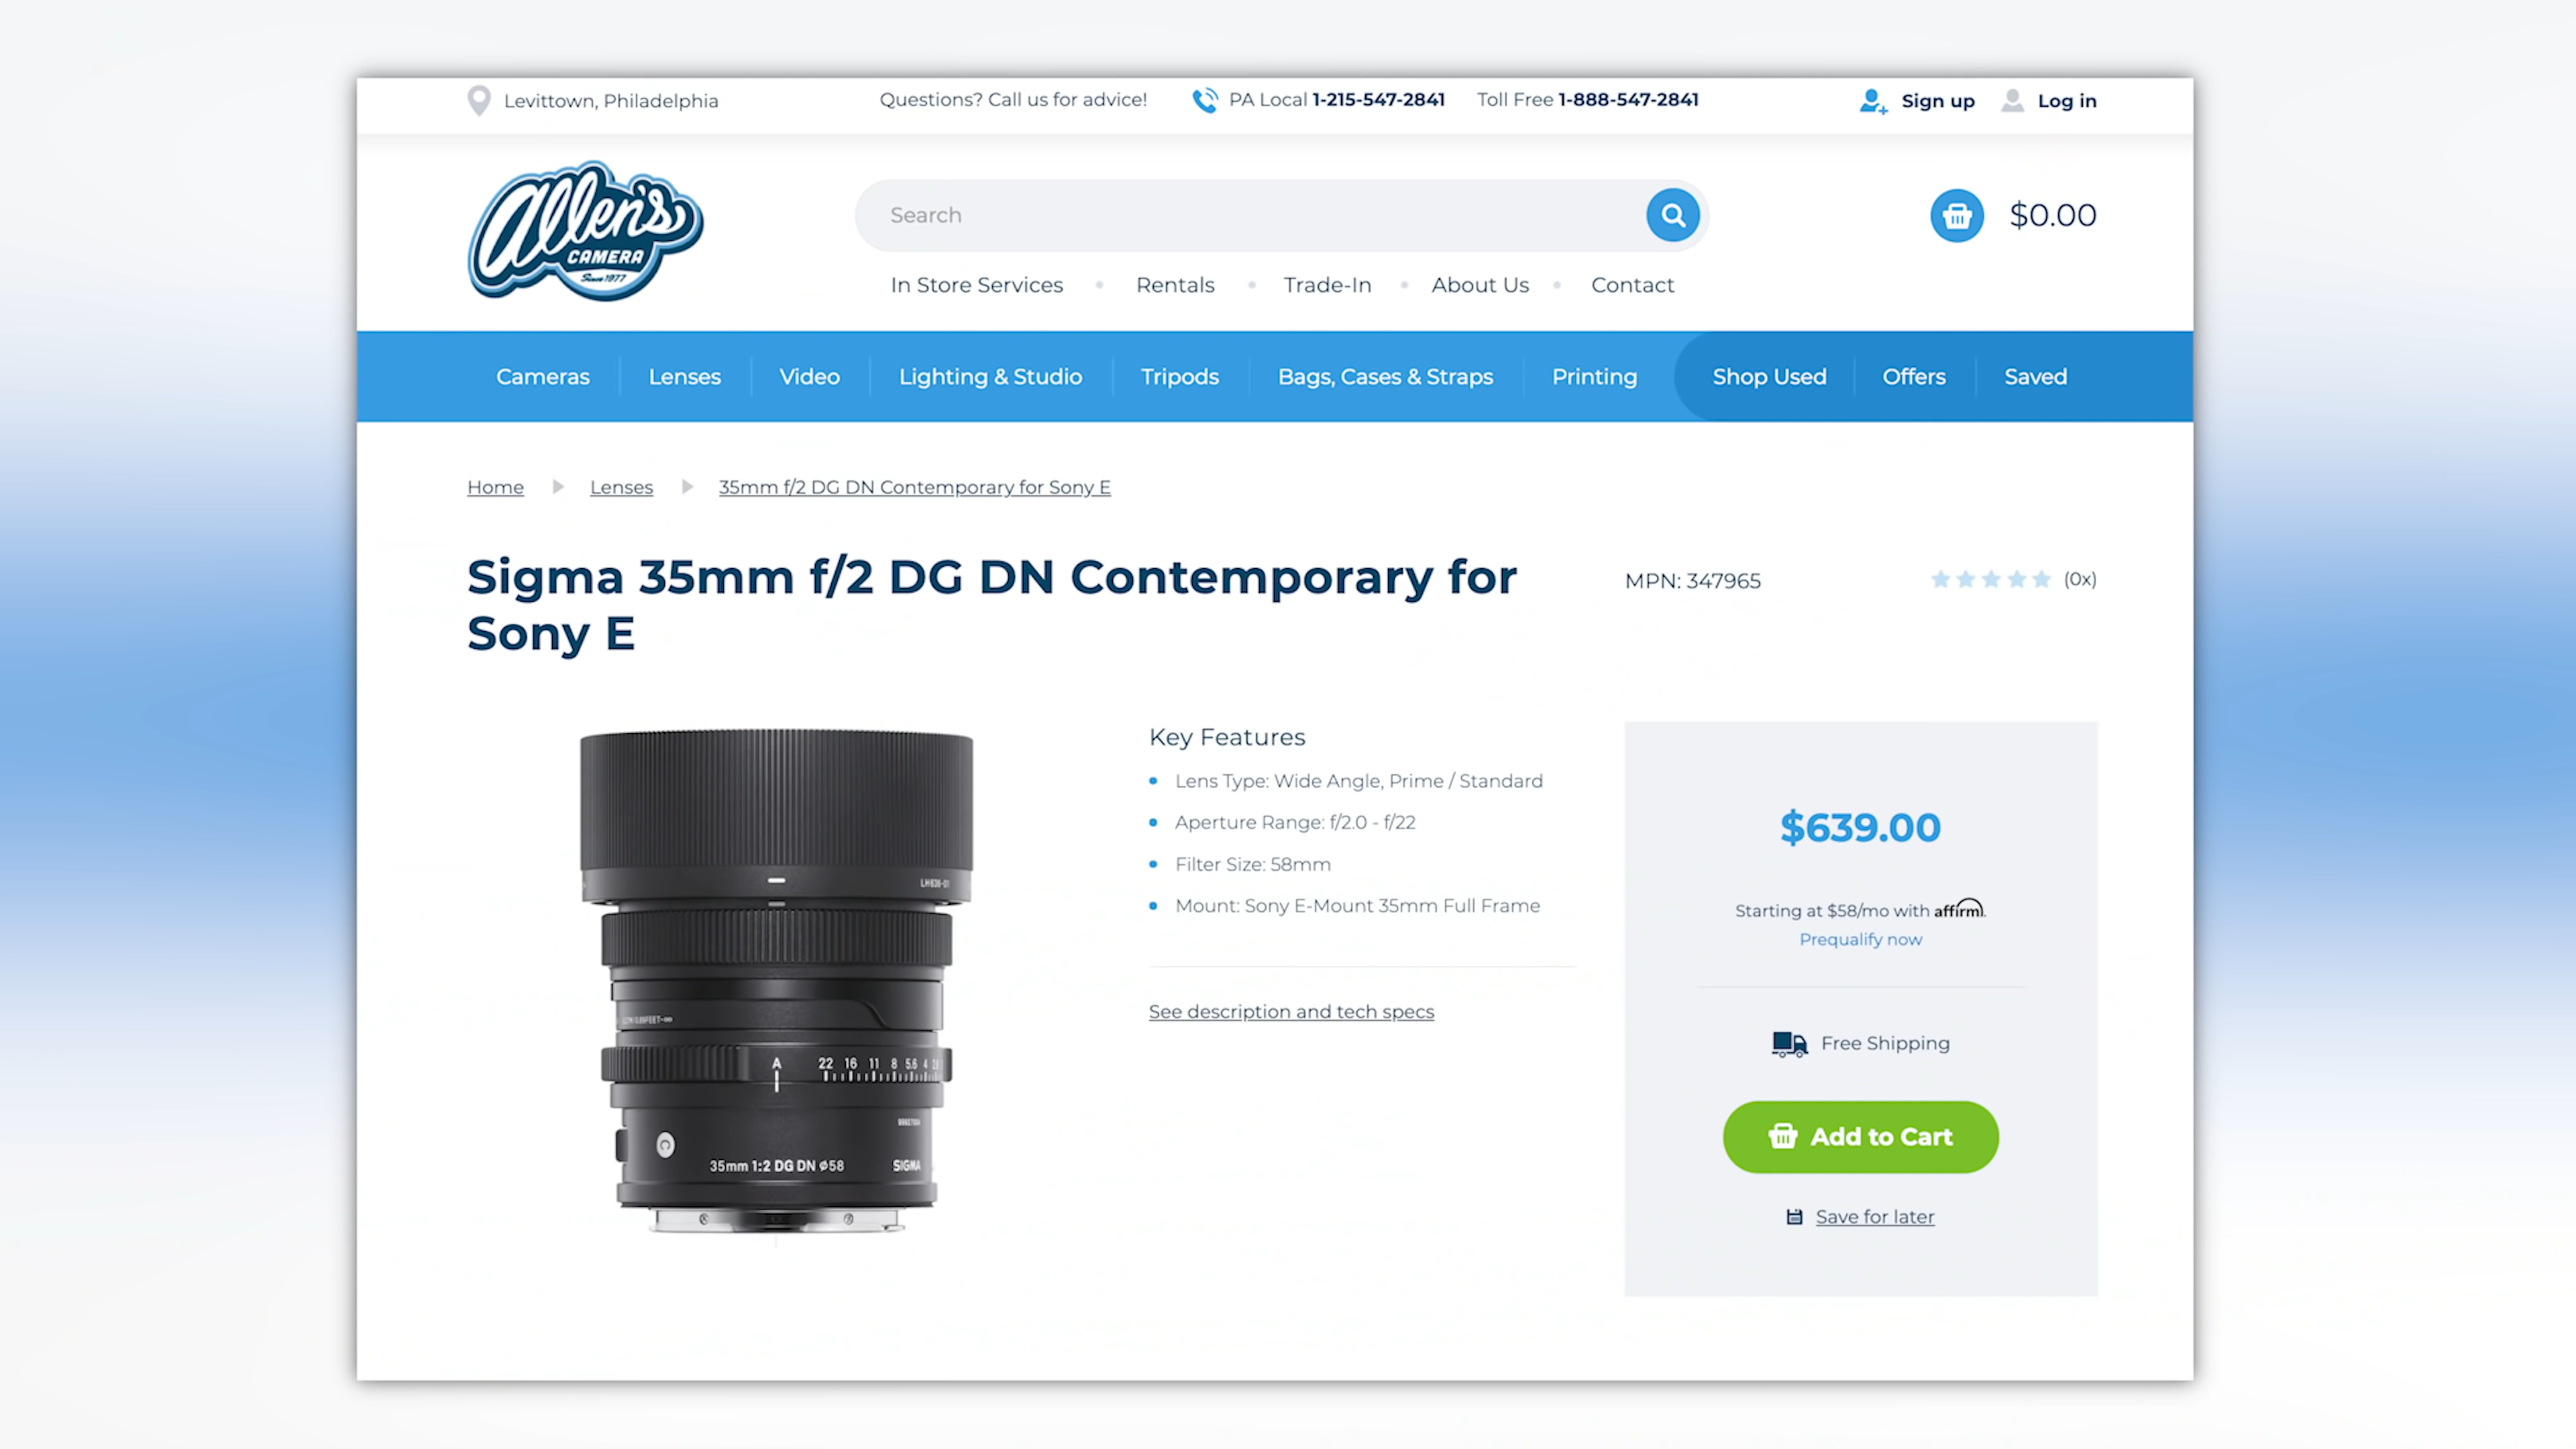 Levittown, Philadelphia
Questions? Call us for advice!
PA Local 1-215-547-2841
Toll Free 1-888-547-2841
Sign up
Log in
Allen's
CAMERA
Since 1977
Search
$0.00
In Store Services
Rentals
Trade-In
About Us
Contact
Cameras
Lenses
Video
Lighting & Studio
Tripods
Bags, Cases & Straps
Printing
Shop Used
Offers
Saved
Home
Lenses
35mm f/2 DG DN Contemporary for Sony E
Sigma 35mm f/2 DG DN Contemporary for
Sony E
MPN: 347965
(0x)
LH636-01
A
22 16 11 8 5.6 4
C
35mm 1:2 DG DN ø58
SIGMA
Key Features
Lens Type: Wide Angle, Prime / Standard
Aperture Range: f/2.0 - f/22
Filter Size: 58mm
Mount: Sony E-Mount 35mm Full Frame
See description and tech specs
$639.00
Starting at $58/mo with affirm.
Prequalify now
Free Shipping
Add to Cart
Save for later